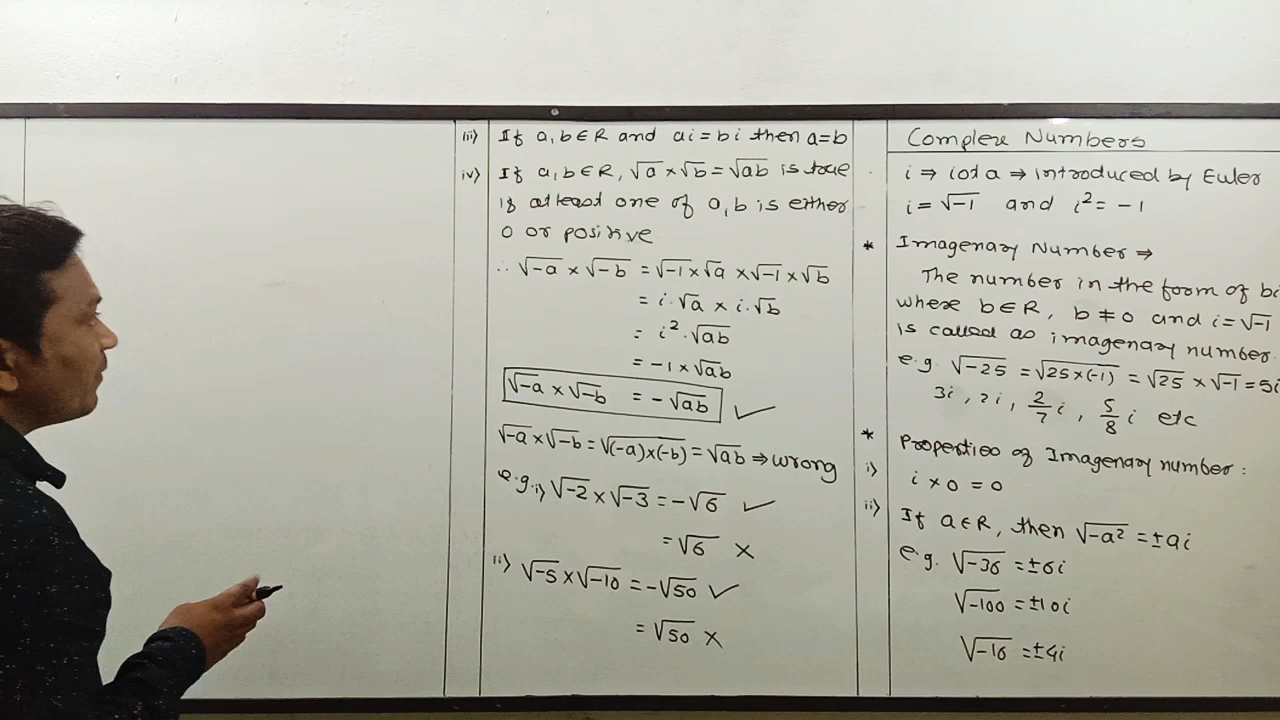 Complex Numbers
i ⇒ iota ⇒ introduced by Euler
i = √-1 and i² = -1
* Imagenary Number ⇒
The number in the form of bi
where b∈R, b ≠ 0 and i = √-1
is called as imagenary number.
e.g. √-25 = √25×(-1) = √25 × √-1 = 5i
3i, 2i, 2/7 i, 5/8 i etc
* Properties of Imagenary number:
i) i × 0 = 0
ii) If a∈R, then √-a² = ±ai
e.g. √-36 = ±6i
√-100 = ±10i
√-16 = ±4i
iii) If a,b∈R and ai = bi then a=b
iv) If a,b∈R, √a × √b = √ab is true
if atleast one of a,b is either
0 or positive
∴ √-a × √-b = √-1 × √a × √-1 × √b
= i·√a × i·√b
= i²·√ab
= -1 × √ab
√-a × √-b = -√ab ✓
√-a × √-b = √(-a)×(-b) = √ab ⇒ wrong
e.g. i) √-2 × √-3 = -√6 ✓
= √6 ×
ii) √-5 × √-10 = -√50 ✓
= √50 ×